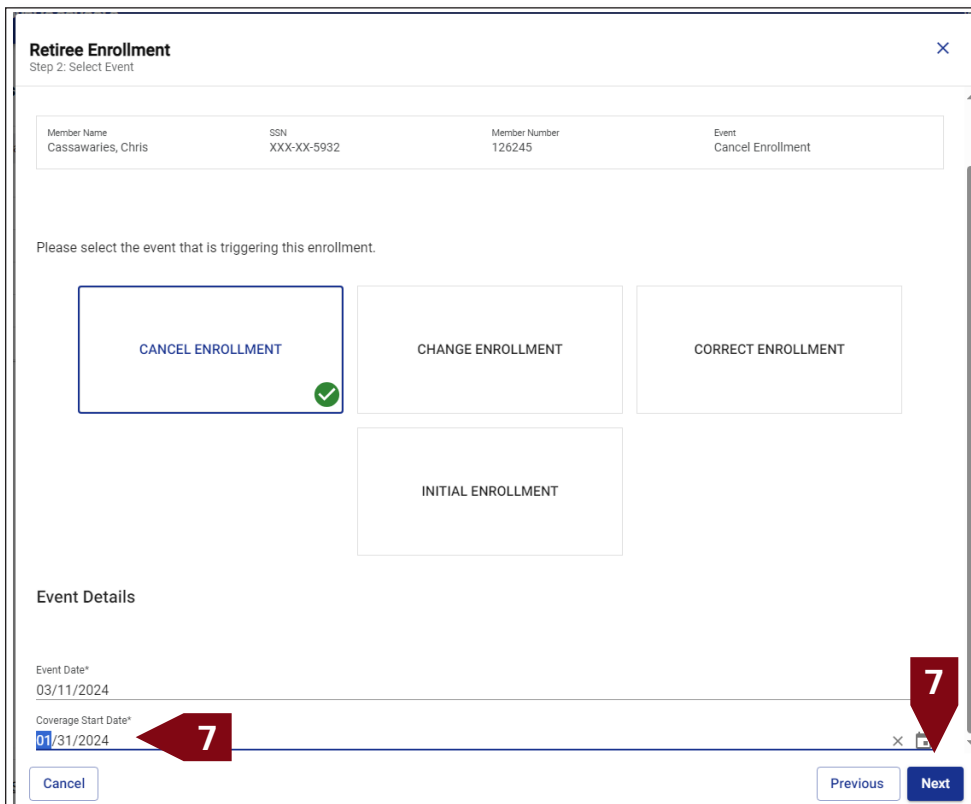 Retiree Enrollment
Step 2: Select Event
Member Name SSN Member Number Event
Cassawaries, Chris XXX-XX-5932 126245 Cancel Enrollment
Please select the event that is triggering this enrollment.
CANCEL ENROLLMENT CHANGE ENROLLMENT CORRECT ENROLLMENT
INITIAL ENROLLMENT
Event Details
Event Date*
03/11/2024
7
Coverage Start Date*
01/31/2024 7
Cancel Previous Next